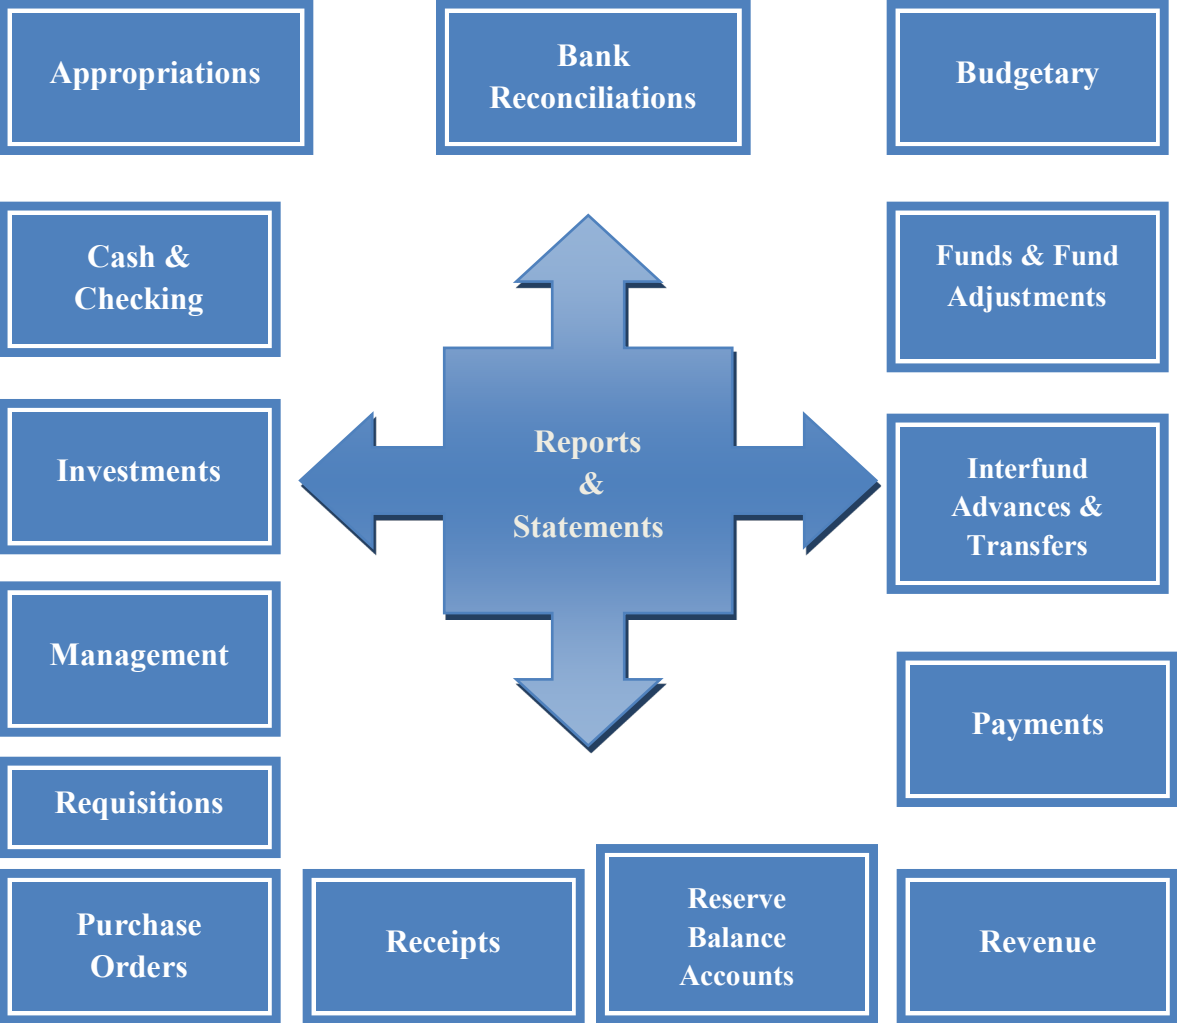 Appropriations
Bank
Reconciliations
Budgetary
Cash &
Checking
Funds & Fund
Adjustments
Investments
Reports
&
Statements
Interfund
Advances &
Transfers
Management
Payments
Requisitions
Purchase
Orders
Receipts
Reserve
Balance
Accounts
Revenue